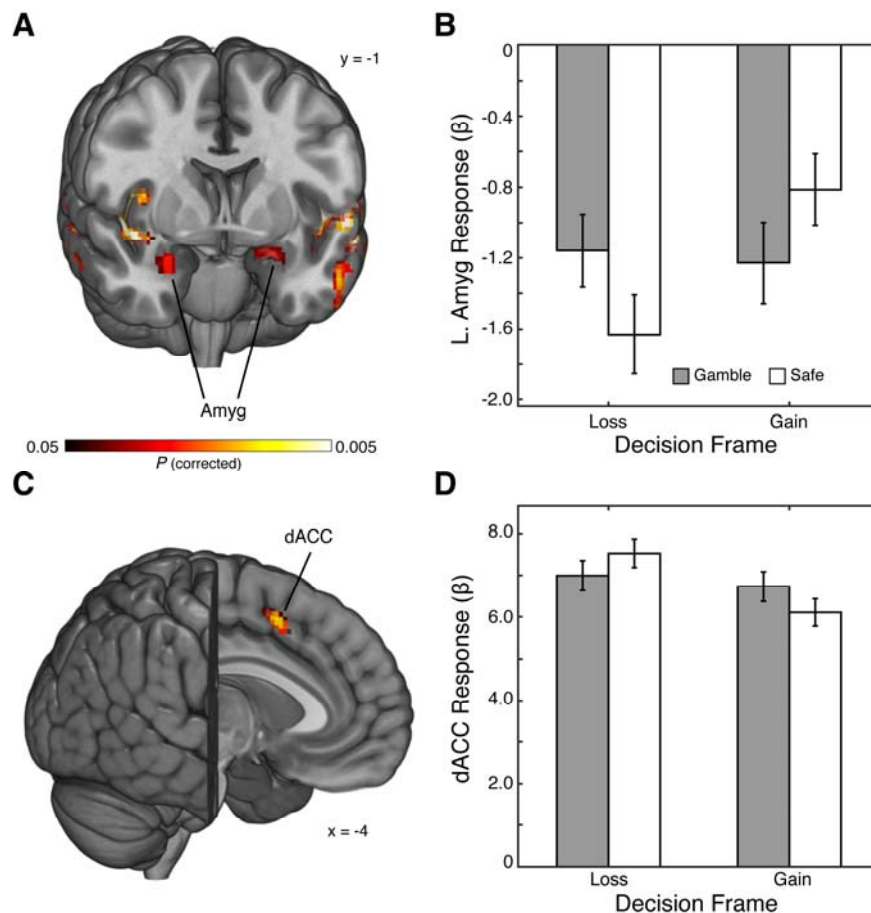 A
y = -1
Amyg
0.05
0.005
P (corrected)
B
0
-0.4
-0.8
-1.2
-1.6
-2.0
L. Amyg Response (β)
Gamble
Safe
Loss
Gain
Decision Frame
C
dACC
x = -4
D
8.0
6.0
4.0
2.0
0
dACC Response (β)
Loss
Gain
Decision Frame